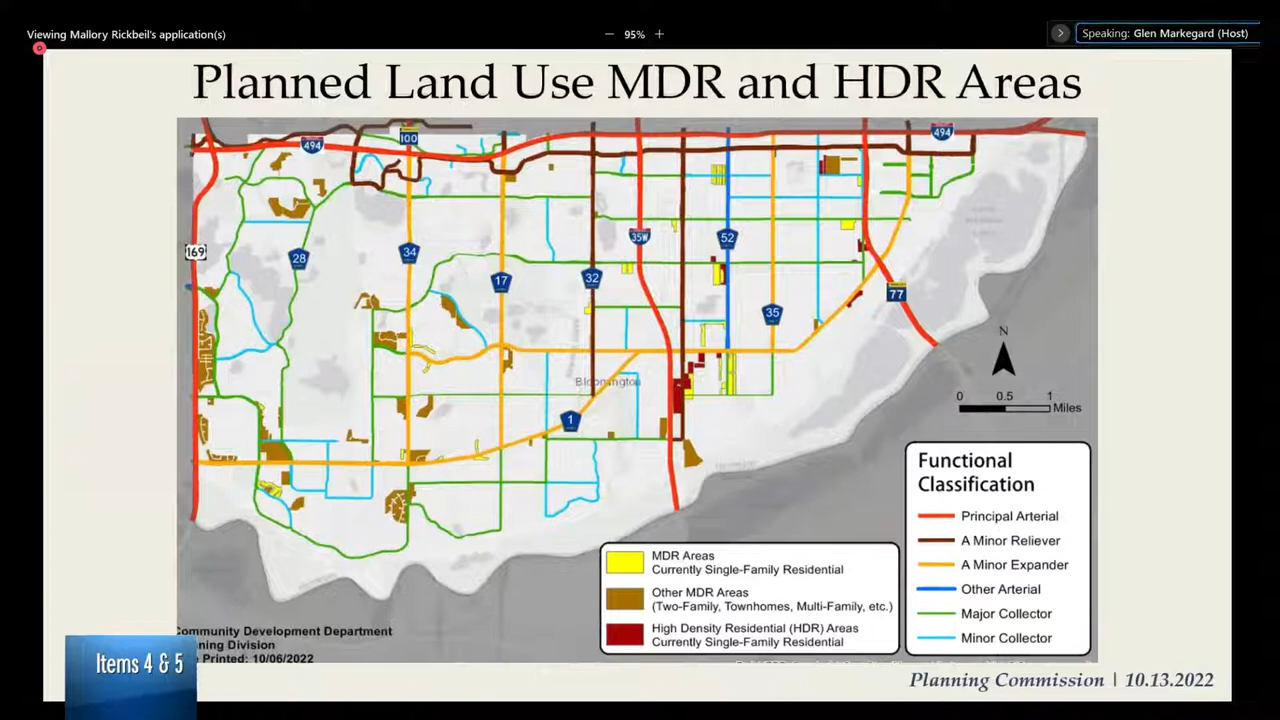 Viewing Mallory Rickbeil's application(s)
95%
Speaking: Glen Markegard (Host)
Planned Land Use MDR and HDR Areas
494
100
494
169
28
34
17
32
35W
52
35
77
1
Bloomington
N
0 0.5 1
Miles
Functional
Classification
Principal Arterial
A Minor Reliever
A Minor Expander
Other Arterial
Major Collector
Minor Collector
MDR Areas
Currently Single-Family Residential
Other MDR Areas
(Two-Family, Townhomes, Multi-Family, etc.)
High Density Residential (HDR) Areas
Currently Single-Family Residential
Community Development Department
Printed: 10/06/2022
Items 4 & 5
Planning Commission | 10.13.2022